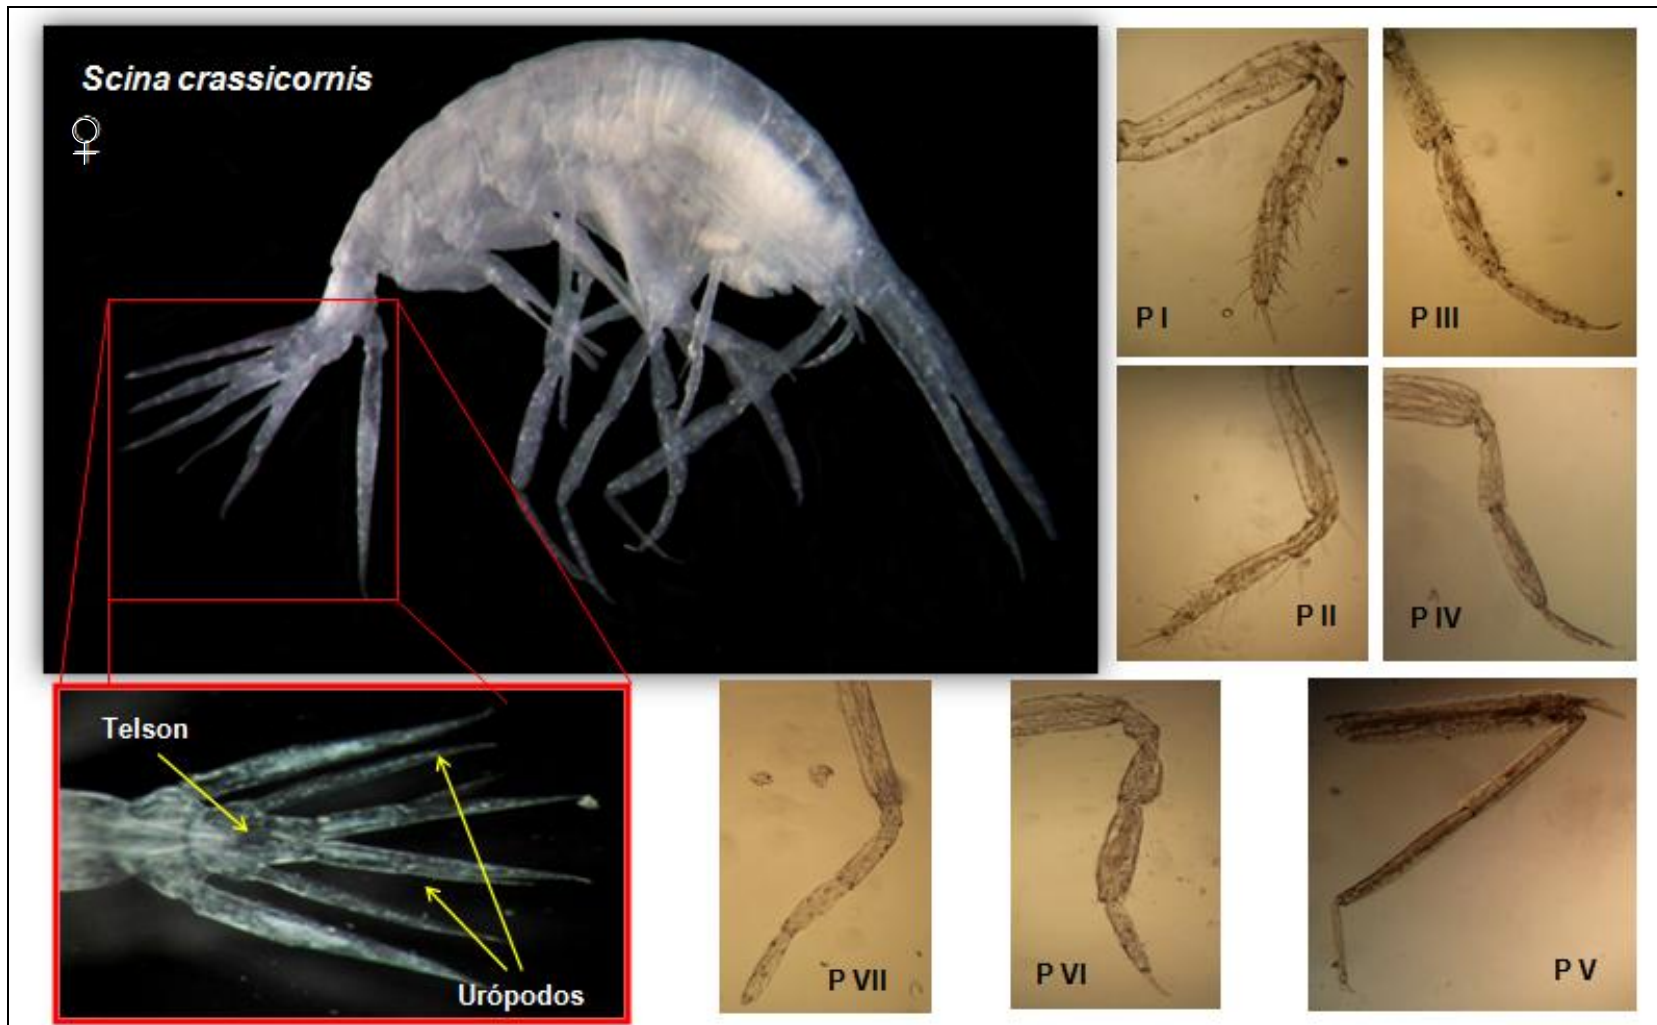 Scina crassicornis
♀
P I
P III
P II
P IV
Telson
Urópodos
P VII
P VI
P V